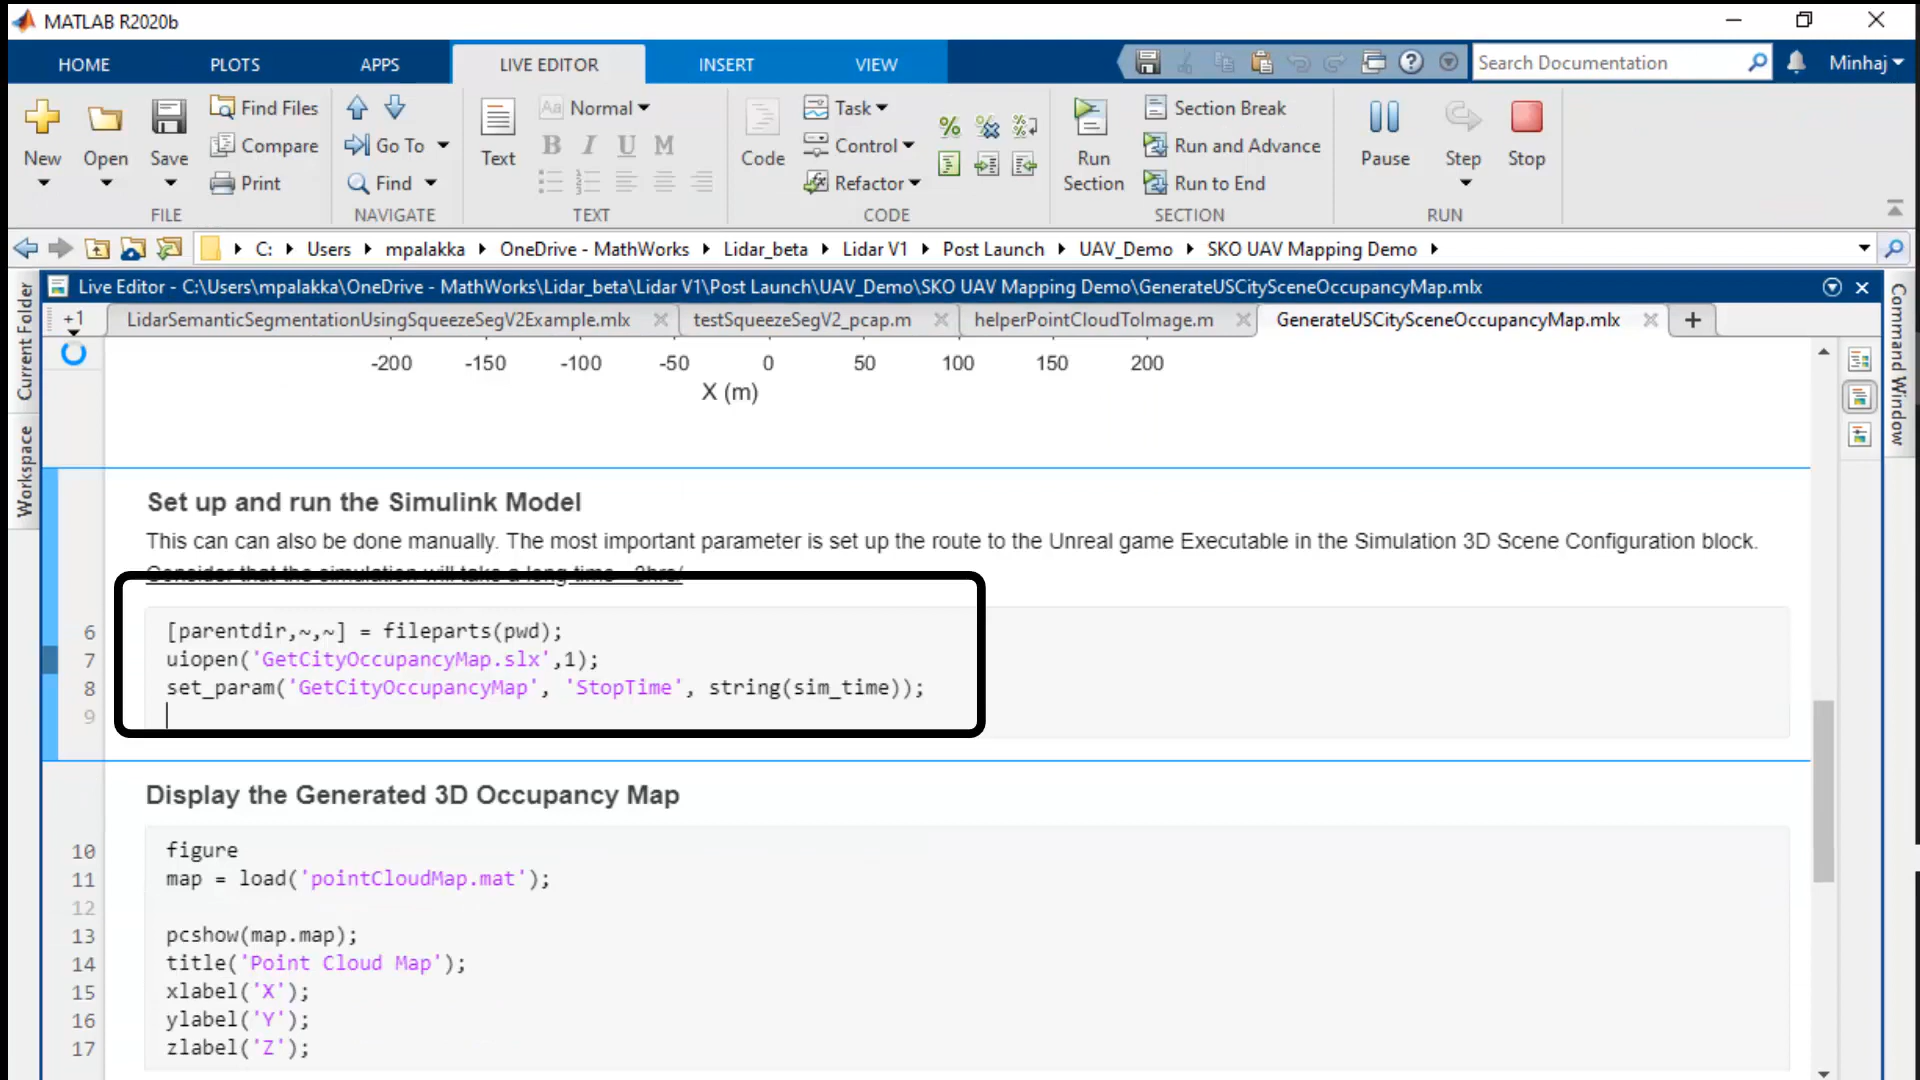 MATLAB R2020b
HOME PLOTS APPS LIVE EDITOR INSERT VIEW Search Documentation Minhaj
New Open Save Find Files Compare Print FILE
Go To Find NAVIGATE
Text Aa Normal B I U M TEXT
Code Task Control Refactor CODE
Run Section Section Break Run and Advance Run to End SECTION
Pause Step Stop RUN
C: Users mpalakka OneDrive - MathWorks Lidar_beta Lidar V1 Post Launch UAV_Demo SKO UAV Mapping Demo
Live Editor - C:\Users\mpalakka\OneDrive - MathWorks\Lidar_beta\Lidar V1\Post Launch\UAV_Demo\SKO UAV Mapping Demo\GenerateUSCitySceneOccupancyMap.mlx
+1 LidarSemanticSegmentationUsingSqueezeSegV2Example.mlx testSqueezeSegV2_pcap.m helperPointCloudToImage.m GenerateUSCitySceneOccupancyMap.mlx +
Current Folder
Workspace
Command Window
-200 -150 -100 -50 0 50 100 150 200
X (m)
Set up and run the Simulink Model
This can can also be done manually. The most important parameter is set up the route to the Unreal game Executable in the Simulation 3D Scene Configuration block.
Consider that the simulation will take a long time
6 [parentdir,~,~] = fileparts(pwd);
7 uiopen('GetCityOccupancyMap.slx',1);
8 set_param('GetCityOccupancyMap', 'StopTime', string(sim_time));
9
Display the Generated 3D Occupancy Map
10 figure
11 map = load('pointCloudMap.mat');
12
13 pcshow(map.map);
14 title('Point Cloud Map');
15 xlabel('X');
16 ylabel('Y');
17 zlabel('Z');